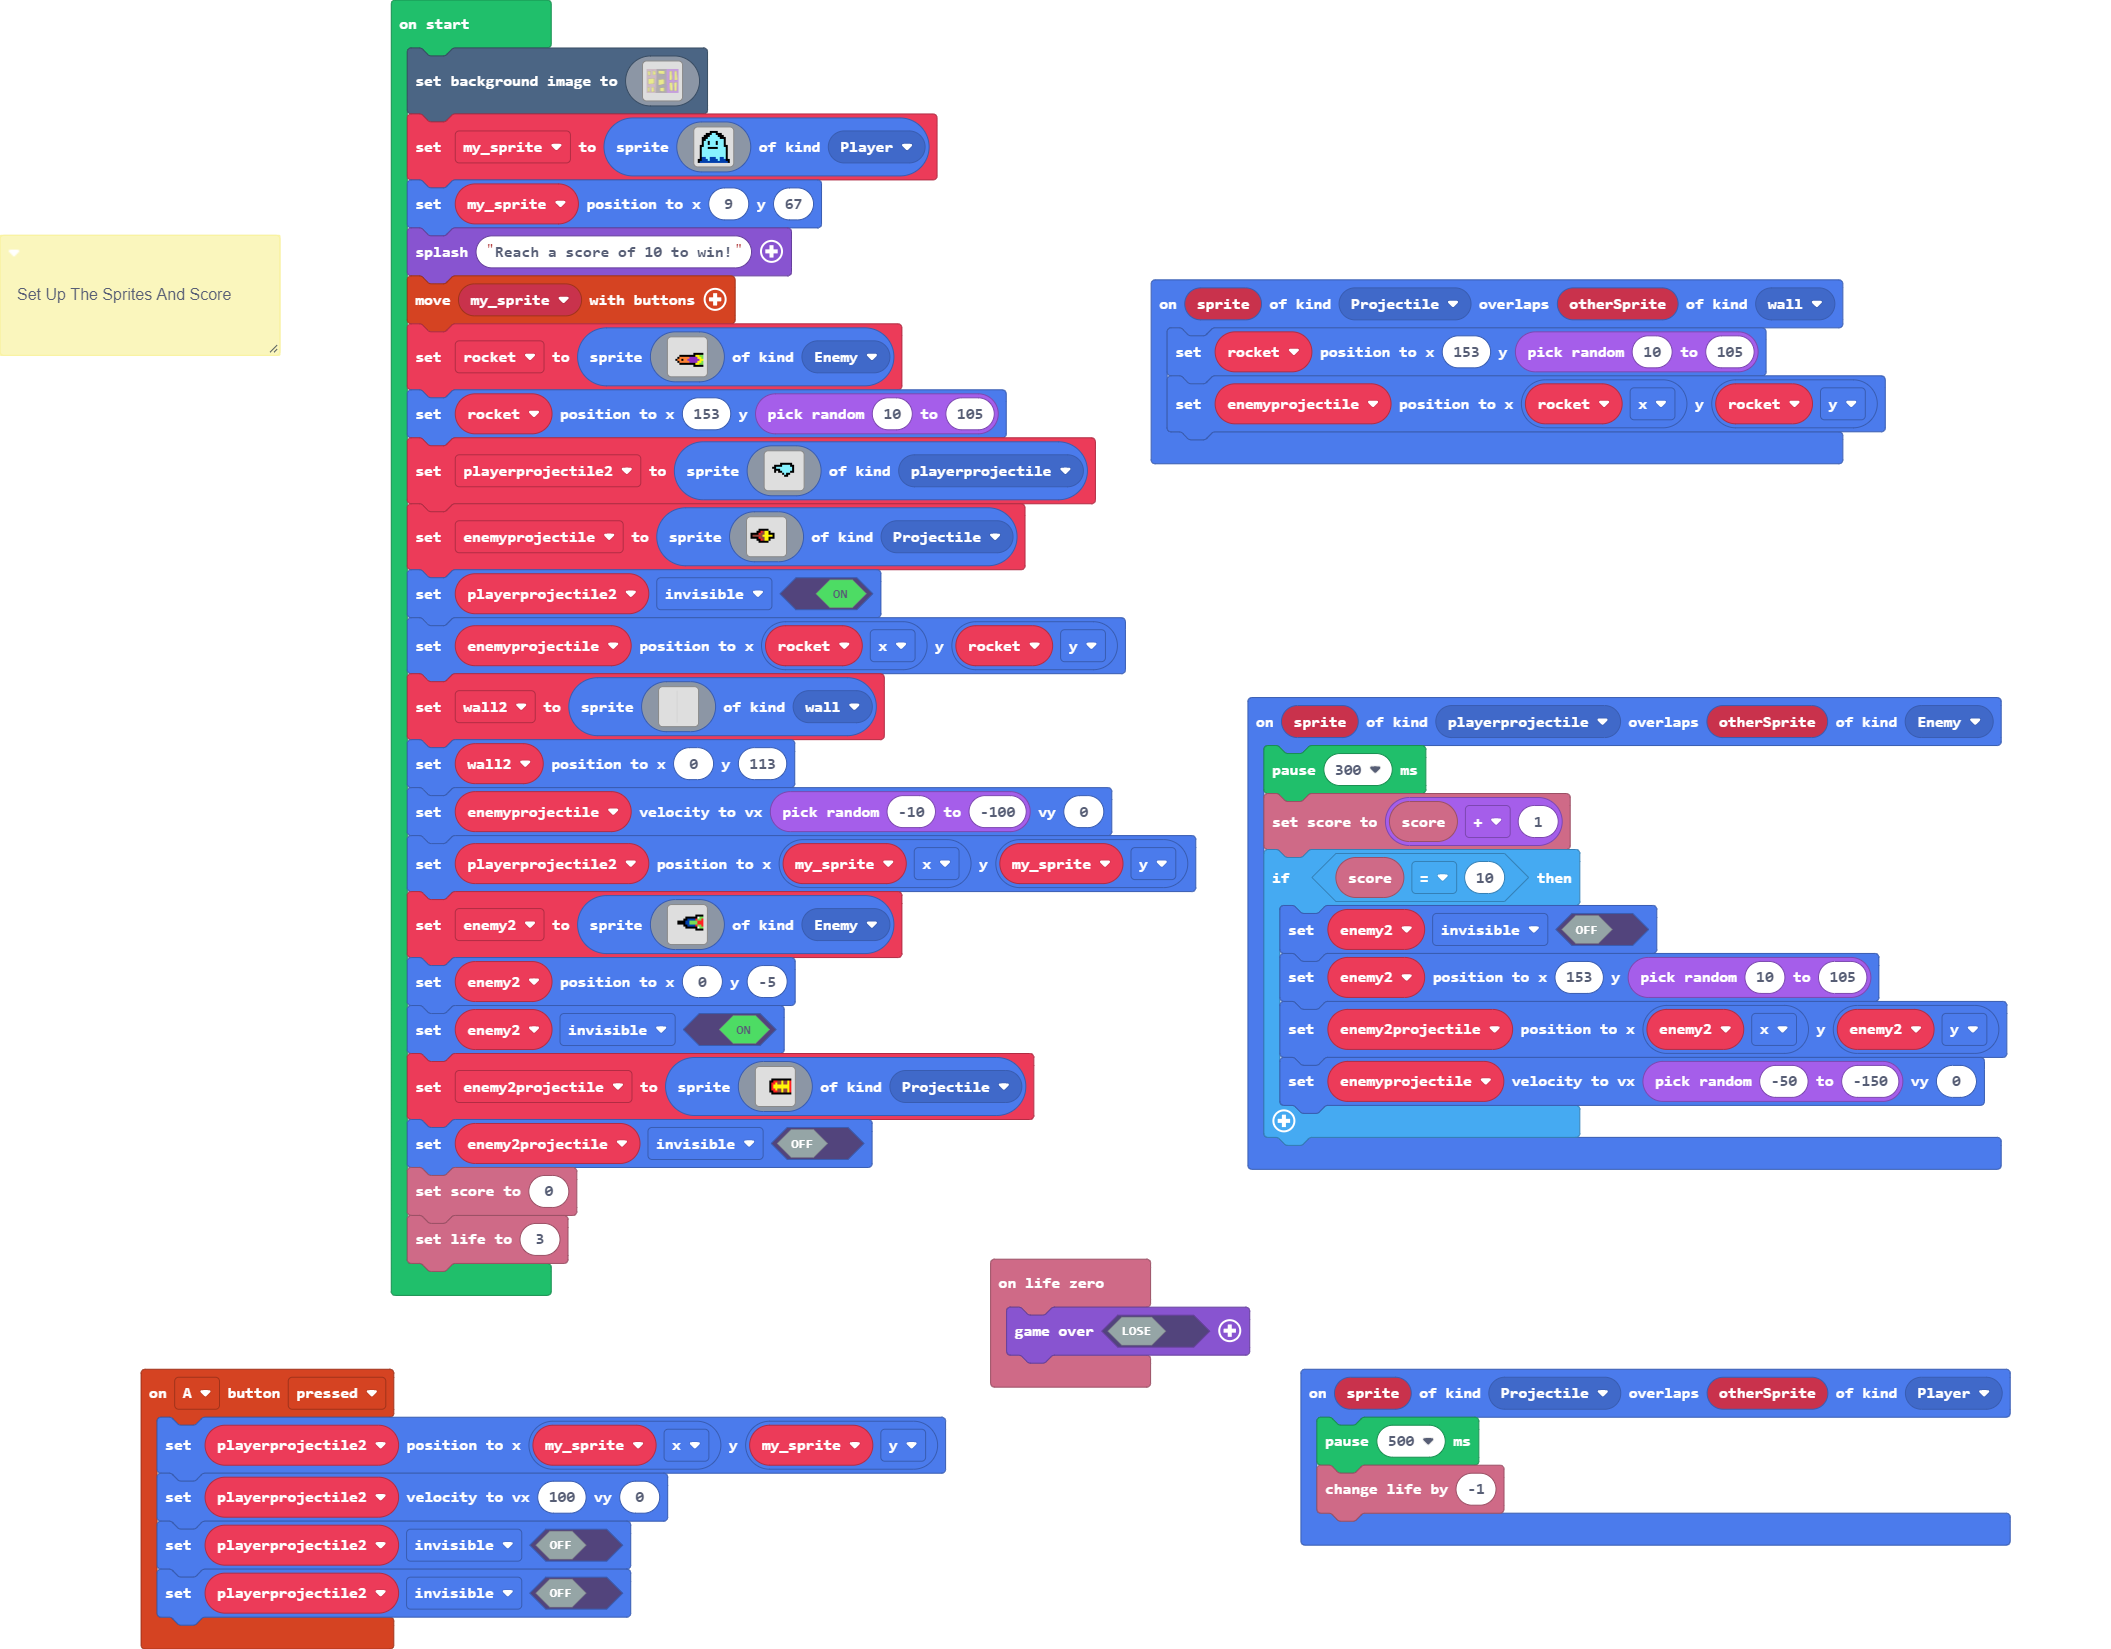 on start
set background image to
set my_sprite to sprite of kind Player
set my_sprite position to x 9 y 67
splash "Reach a score of 10 to win!"
move my_sprite with buttons
set rocket to sprite of kind Enemy
set rocket position to x 153 y pick random 10 to 105
set playerprojectile2 to sprite of kind playerprojectile
set enemyprojectile to sprite of kind Projectile
set playerprojectile2 invisible ON
set enemyprojectile position to x rocket x y rocket y
set wall2 to sprite of kind wall
set wall2 position to x 0 y 113
set enemyprojectile velocity to vx pick random -10 to -100 vy 0
set playerprojectile2 position to x my_sprite x y my_sprite y
set enemy2 to sprite of kind Enemy
set enemy2 position to x 0 y -5
set enemy2 invisible ON
set enemy2projectile to sprite of kind Projectile
set enemy2projectile invisible OFF
set score to 0
set life to 3
Set Up The Sprites And Score
on sprite of kind Projectile overlaps otherSprite of kind wall
set rocket position to x 153 y pick random 10 to 105
set enemyprojectile position to x rocket x y rocket y
on sprite of kind playerprojectile overlaps otherSprite of kind Enemy
pause 300 ms
set score to score + 1
if score = 10 then
set enemy2 invisible OFF
set enemy2 position to x 153 y pick random 10 to 105
set enemy2projectile position to x enemy2 x y enemy2 y
set enemyprojectile velocity to vx pick random -50 to -150 vy 0
on life zero
game over LOSE
on A button pressed
set playerprojectile2 position to x my_sprite x y my_sprite y
set playerprojectile2 velocity to vx 100 vy 0
set playerprojectile2 invisible OFF
set playerprojectile2 invisible OFF
on sprite of kind Projectile overlaps otherSprite of kind Player
pause 500 ms
change life by -1